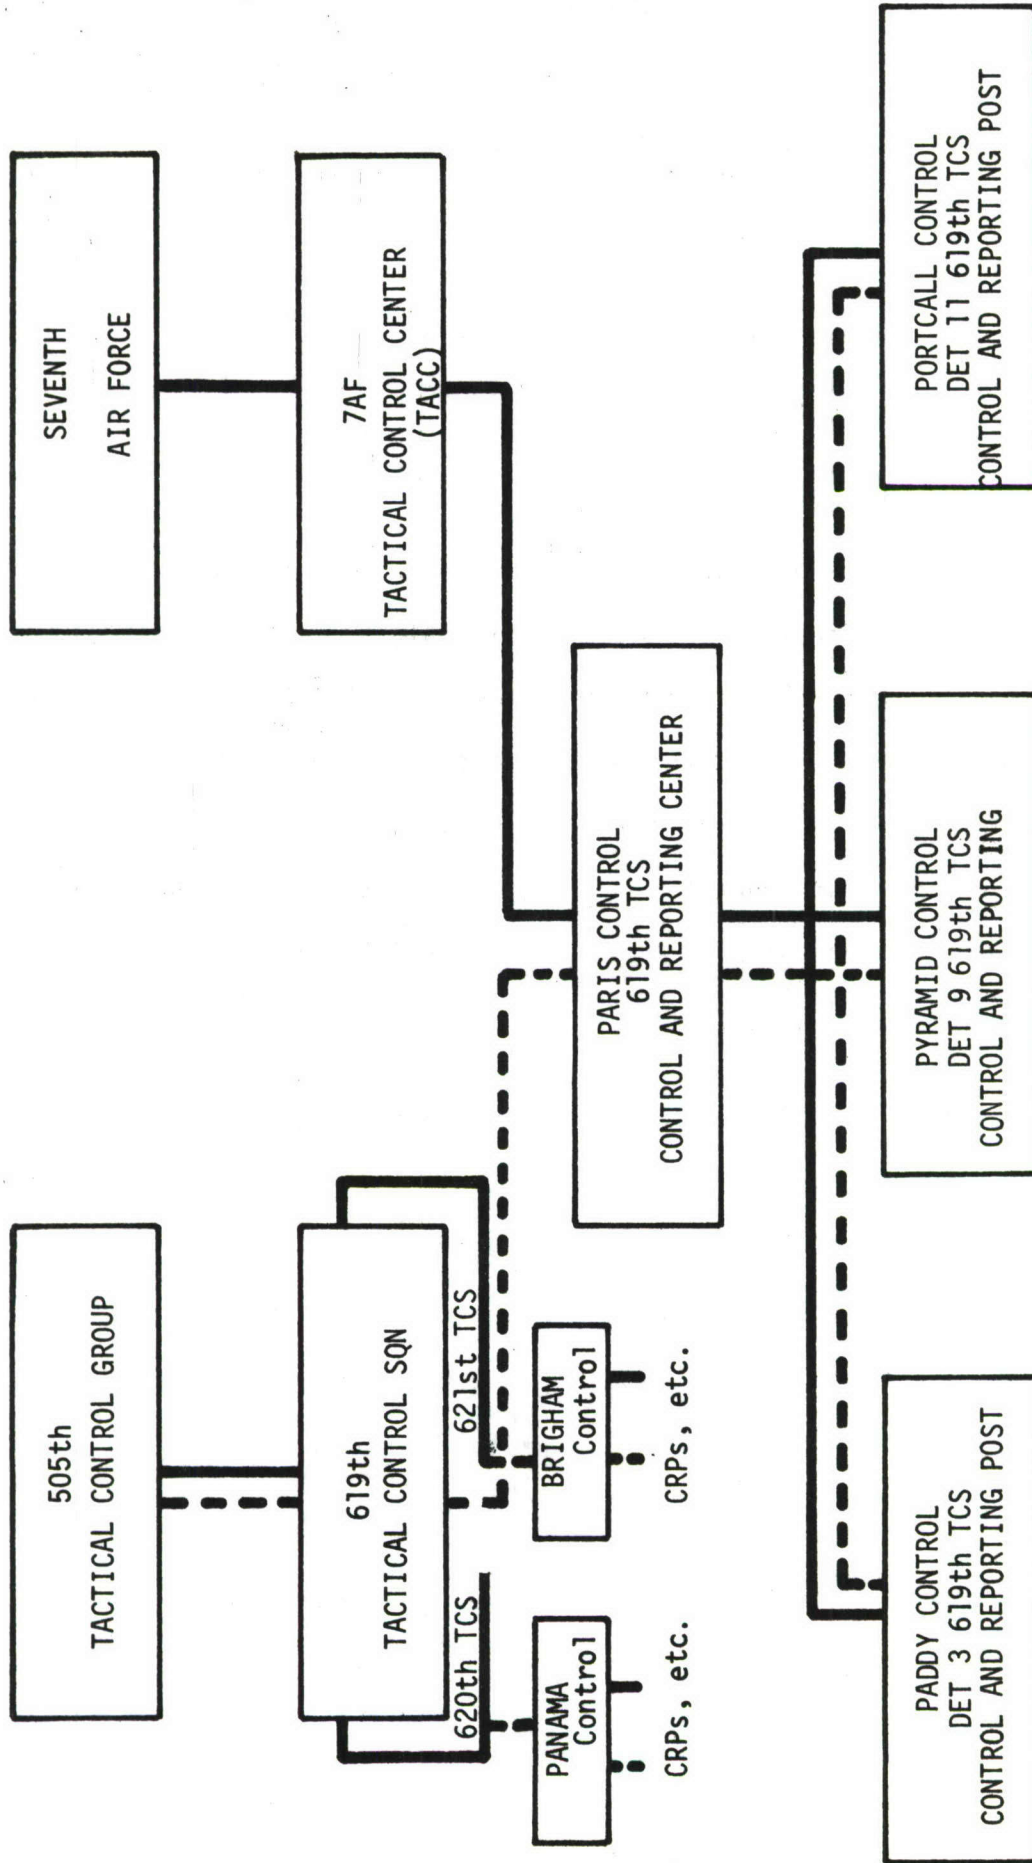 505th
TACTICAL CONTROL GROUP
SEVENTH
AIR FORCE
619th
TACTICAL CONTROL SQN
7AF
TACTICAL CONTROL CENTER
(TACC)
620th TCS
621st TCS
PANAMA
Control
BRIGHAM
Control
CRPs, etc.
CRPs, etc.
PARIS CONTROL
619th TCS
CONTROL AND REPORTING CENTER
PADDY CONTROL
DET 3 619th TCS
CONTROL AND REPORTING POST
PYRAMID CONTROL
DET 9 619th TCS
CONTROL AND REPORTING
PORTCALL CONTROL
DET 11 619th TCS
CONTROL AND REPORTING POST